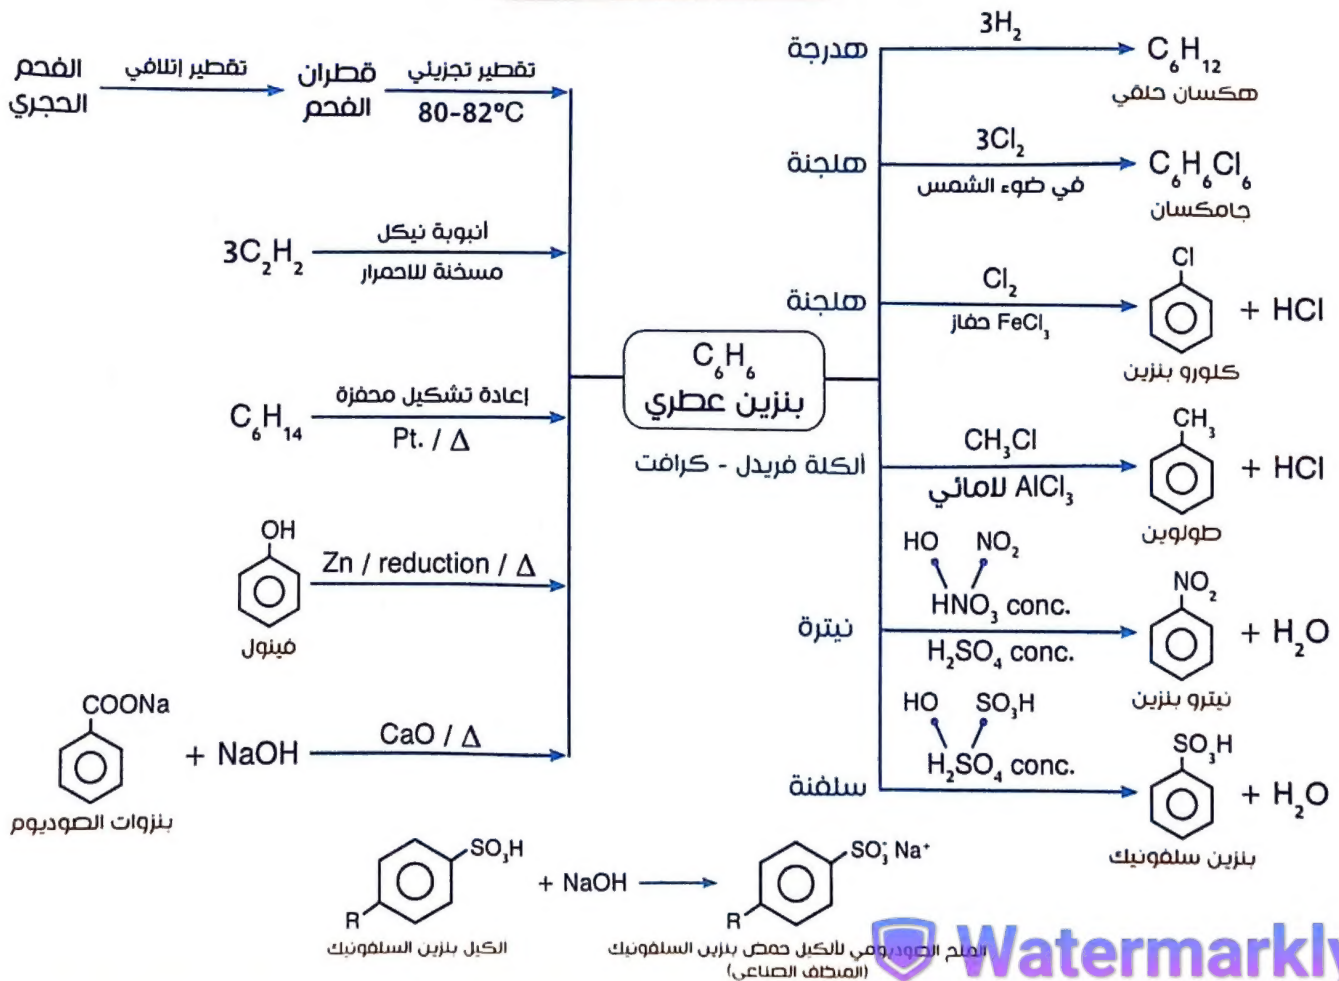 الفحم
الحجري
تقطير إتلافي
قطران
الفحم
تقطير تجزيئي
80-82°C
3C₂H₂
أنبوبة نيكل
مسخنة للاحمرار
C₆H₁₄
إعادة تشكيل محفزة
Pt. / Δ
OH
فينول
Zn / reduction / Δ
COONa
+ NaOH
CaO / Δ
بنزوات الصوديوم
C₆H₆
بنزين عطري
هدرجة
3H₂
C₆H₁₂
هكسان حلقي
هلجنة
3Cl₂
في ضوء الشمس
C₆H₆Cl₆
جامكسان
هلجنة
Cl₂
حفاز FeCl₃
Cl
+ HCl
كلورو بنزين
ألكلة فريدل - كرافت
CH₃Cl
لامائي AlCl₃
CH₃
+ HCl
طولوين
نيترة
HO NO₂
HNO₃ conc.
H₂SO₄ conc.
NO₂
+ H₂O
نيترو بنزين
سلفنة
HO SO₃H
H₂SO₄ conc.
SO₃H
+ H₂O
بنزين سلفونيك
SO₃H
R
+ NaOH
SO₃⁻ Na⁺
R
الكيل بنزين السلفونيك
الملح الصوديومي لألكيل حمض بنزين السلفونيك
(المنظف الصناعي)
Watermarkly